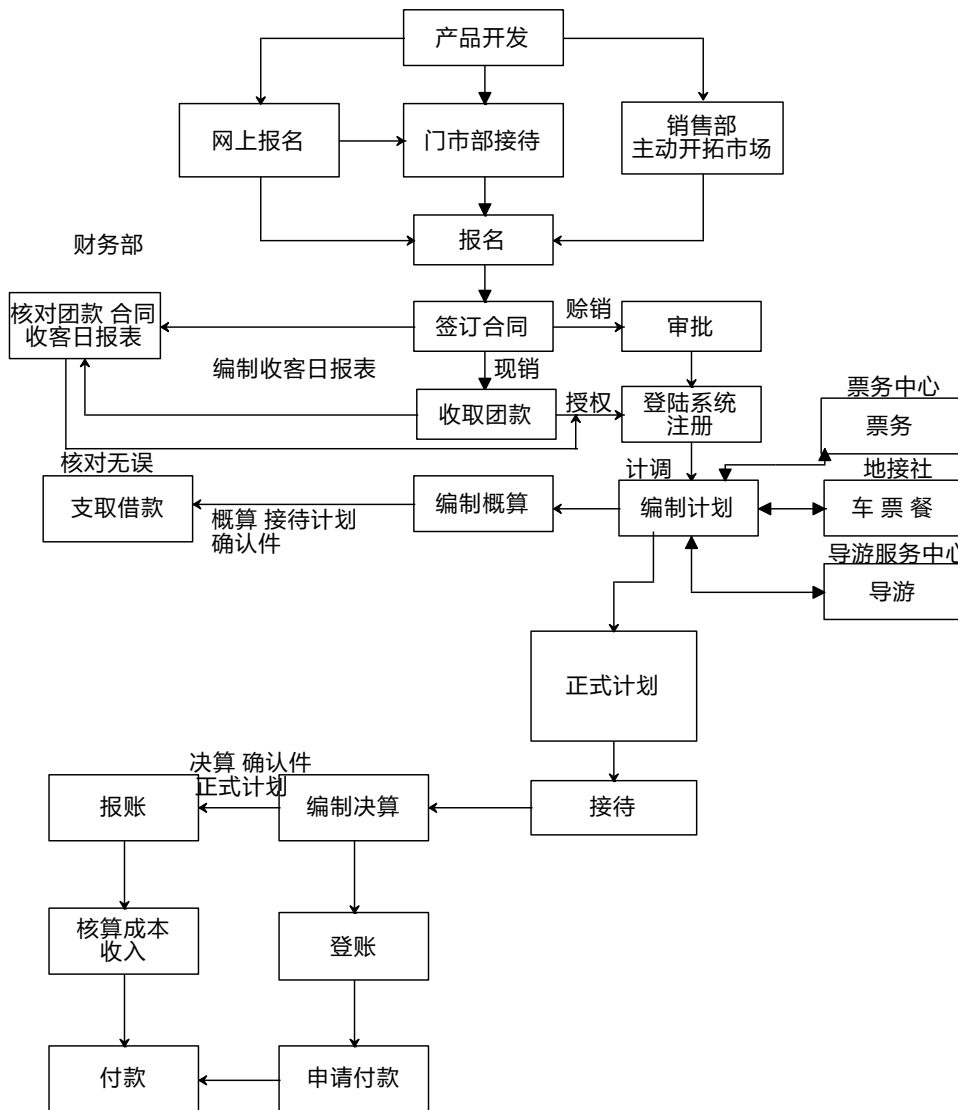 产品开发
网上报名
门市部接待
销售部
主动开拓市场
报名
财务部
核对团款 合同
收客日报表
签订合同
赊销
审批
编制收客日报表
现销
收取团款
授权
登陆系统
注册
票务中心
票务
核对无误
支取借款
编制概算
计调
编制计划
地接社
车 票 餐
概算 接待计划
确认件
导游服务中心
导游
正式计划
决算 确认件
正式计划
报账
编制决算
接待
核算成本
收入
登账
付款
申请付款